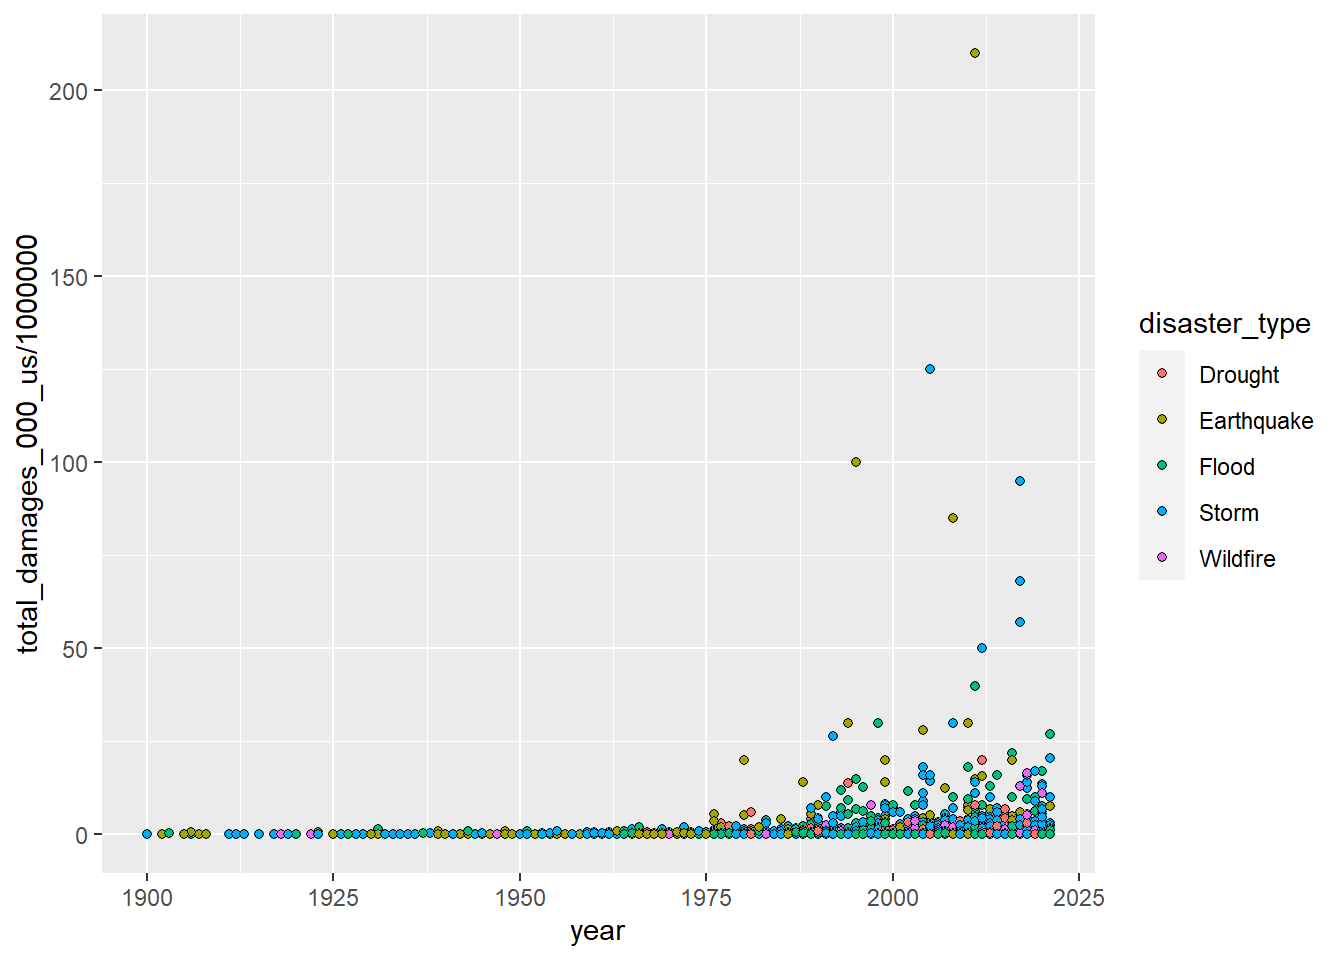 total_damages_000_us/1000000
200
150
100
50
0
1900
1925
1950
1975
2000
2025
year
disaster_type
Drought
Earthquake
Flood
Storm
Wildfire